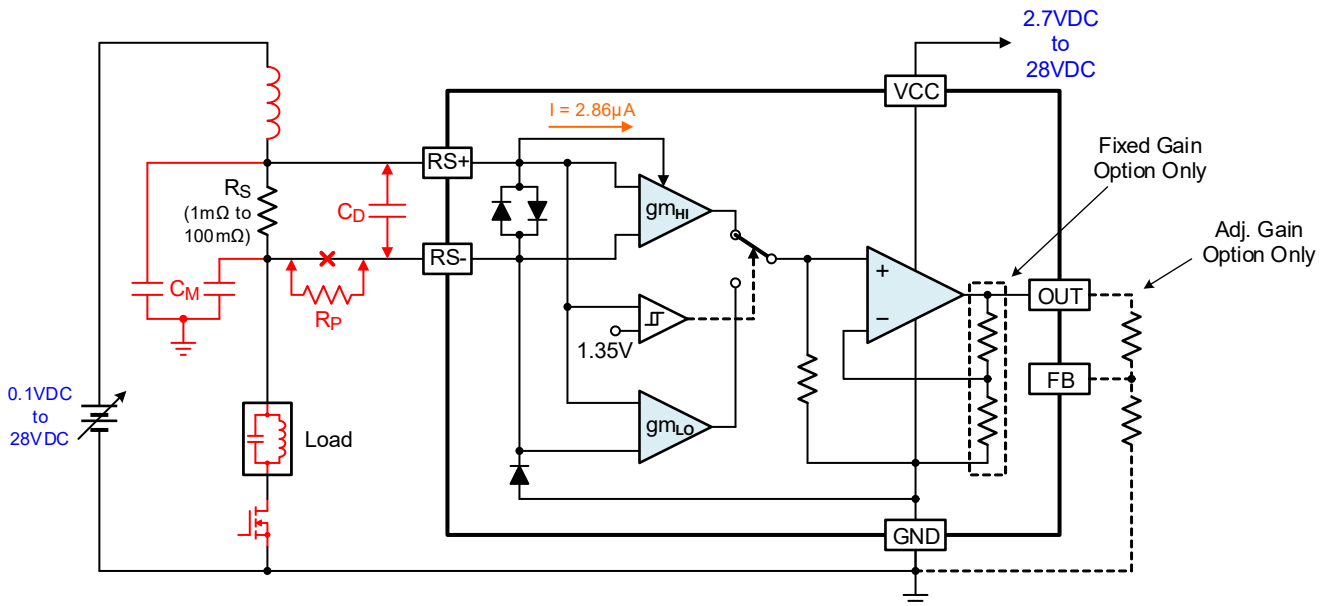 2.7VDC
to
28VDC
VCC
I = 2.86µA
Fixed Gain
Option Only
RS+
RS
(1mΩ to
100mΩ)
CD
gmHI
Adj. Gain
Option Only
RS-
CM
RP
1.35V
+
−
OUT
FB
0.1VDC
to
28VDC
Load
gmLO
GND